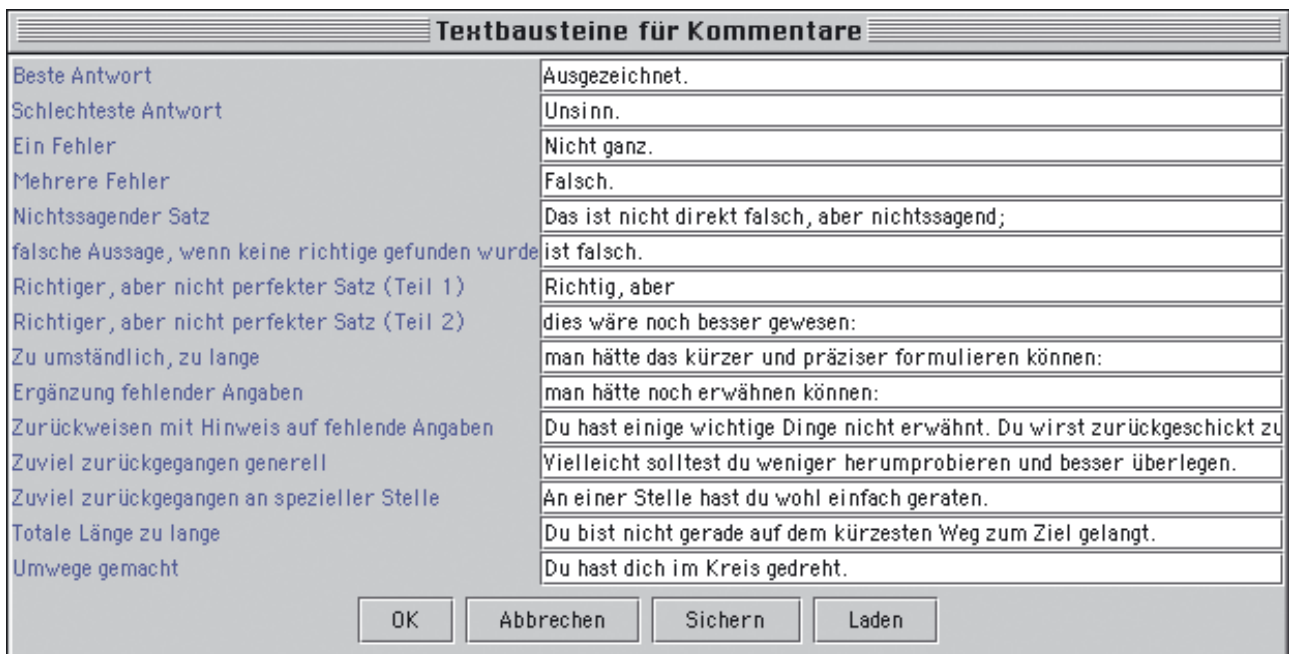 Textbausteine für Kommentare
Beste Antwort Ausgezeichnet.
Schlechteste Antwort Unsinn.
Ein Fehler Nicht ganz.
Mehrere Fehler Falsch.
Nichtssagender Satz Das ist nicht direkt falsch, aber nichtssagend;
falsche Aussage, wenn keine richtige gefunden wurde ist falsch.
Richtiger, aber nicht perfekter Satz (Teil 1) Richtig, aber
Richtiger, aber nicht perfekter Satz (Teil 2) dies wäre noch besser gewesen:
Zu umständlich, zu lange man hätte das kürzer und präziser formulieren können:
Ergänzung fehlender Angaben man hätte noch erwähnen können:
Zurückweisen mit Hinweis auf fehlende Angaben Du hast einige wichtige Dinge nicht erwähnt. Du wirst zurückgeschickt zu
Zuviel zurückgegangen generell Vielleicht solltest du weniger herumprobieren und besser überlegen.
Zuviel zurückgegangen an spezieller Stelle An einer Stelle hast du wohl einfach geraten.
Totale Länge zu lange Du bist nicht gerade auf dem kürzesten Weg zum Ziel gelangt.
Umwege gemacht Du hast dich im Kreis gedreht.
OK Abbrechen Sichern Laden